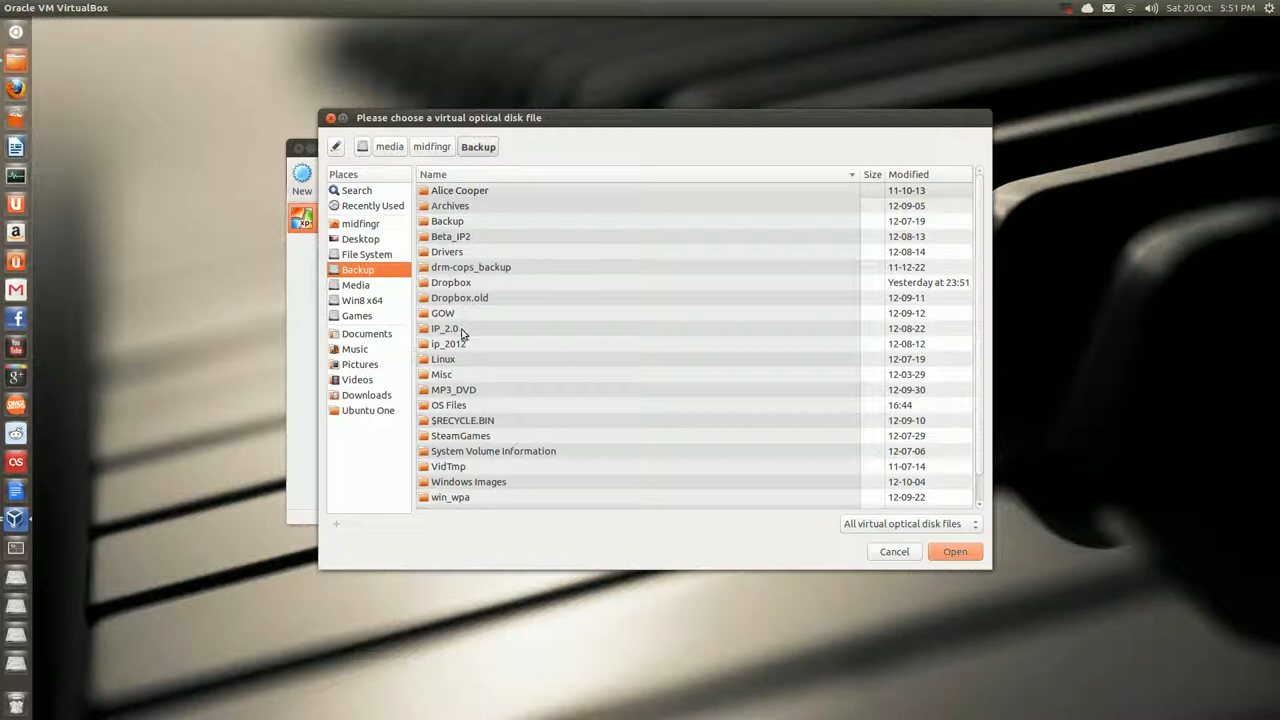 Oracle VM VirtualBox
Sat 20 Oct 5:51 PM
Please choose a virtual optical disk file
media midfingr Backup
New
Places
Search
Recently Used
midfingr
Desktop
File System
Backup
Media
Win8 x64
Games
Documents
Music
Pictures
Videos
Downloads
Ubuntu One
Name Size Modified
Alice Cooper 11-10-13
Archives 12-09-05
Backup 12-07-19
Beta_IP2 12-08-13
Drivers 12-08-14
drm-cops_backup 11-12-22
Dropbox Yesterday at 23:51
Dropbox.old 12-09-11
GOW 12-09-12
IP_2.0 12-08-22
ip_2012 12-08-12
Linux 12-07-19
Misc 12-03-29
MP3_DVD 12-09-30
OS Files 16:44
$RECYCLE.BIN 12-09-10
SteamGames 12-07-29
System Volume Information 12-07-06
VidTmp 11-07-14
Windows Images 12-10-04
win_wpa 12-09-22
All virtual optical disk files
Cancel Open